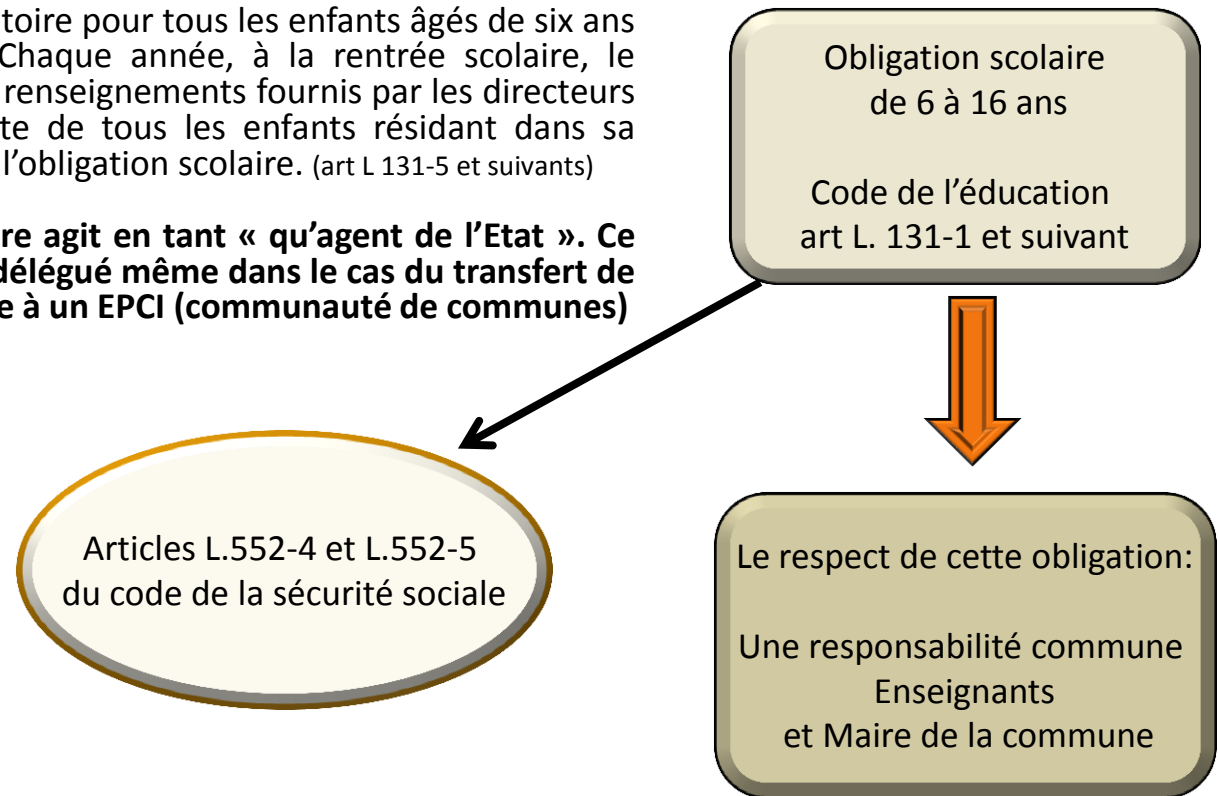 toire pour tous les enfants âgés de six ans
Chaque année, à la rentrée scolaire, le
renseignements fournis par les directeurs
te de tous les enfants résidant dans sa
l’obligation scolaire. (art L 131-5 et suivants)
re agit en tant « qu’agent de l’Etat ». Ce
délégué même dans le cas du transfert de
e à un EPCI (communauté de communes)
Obligation scolaire
de 6 à 16 ans
Code de l’éducation
art L. 131-1 et suivant
Articles L.552-4 et L.552-5
du code de la sécurité sociale
Le respect de cette obligation:
Une responsabilité commune
Enseignants
et Maire de la commune